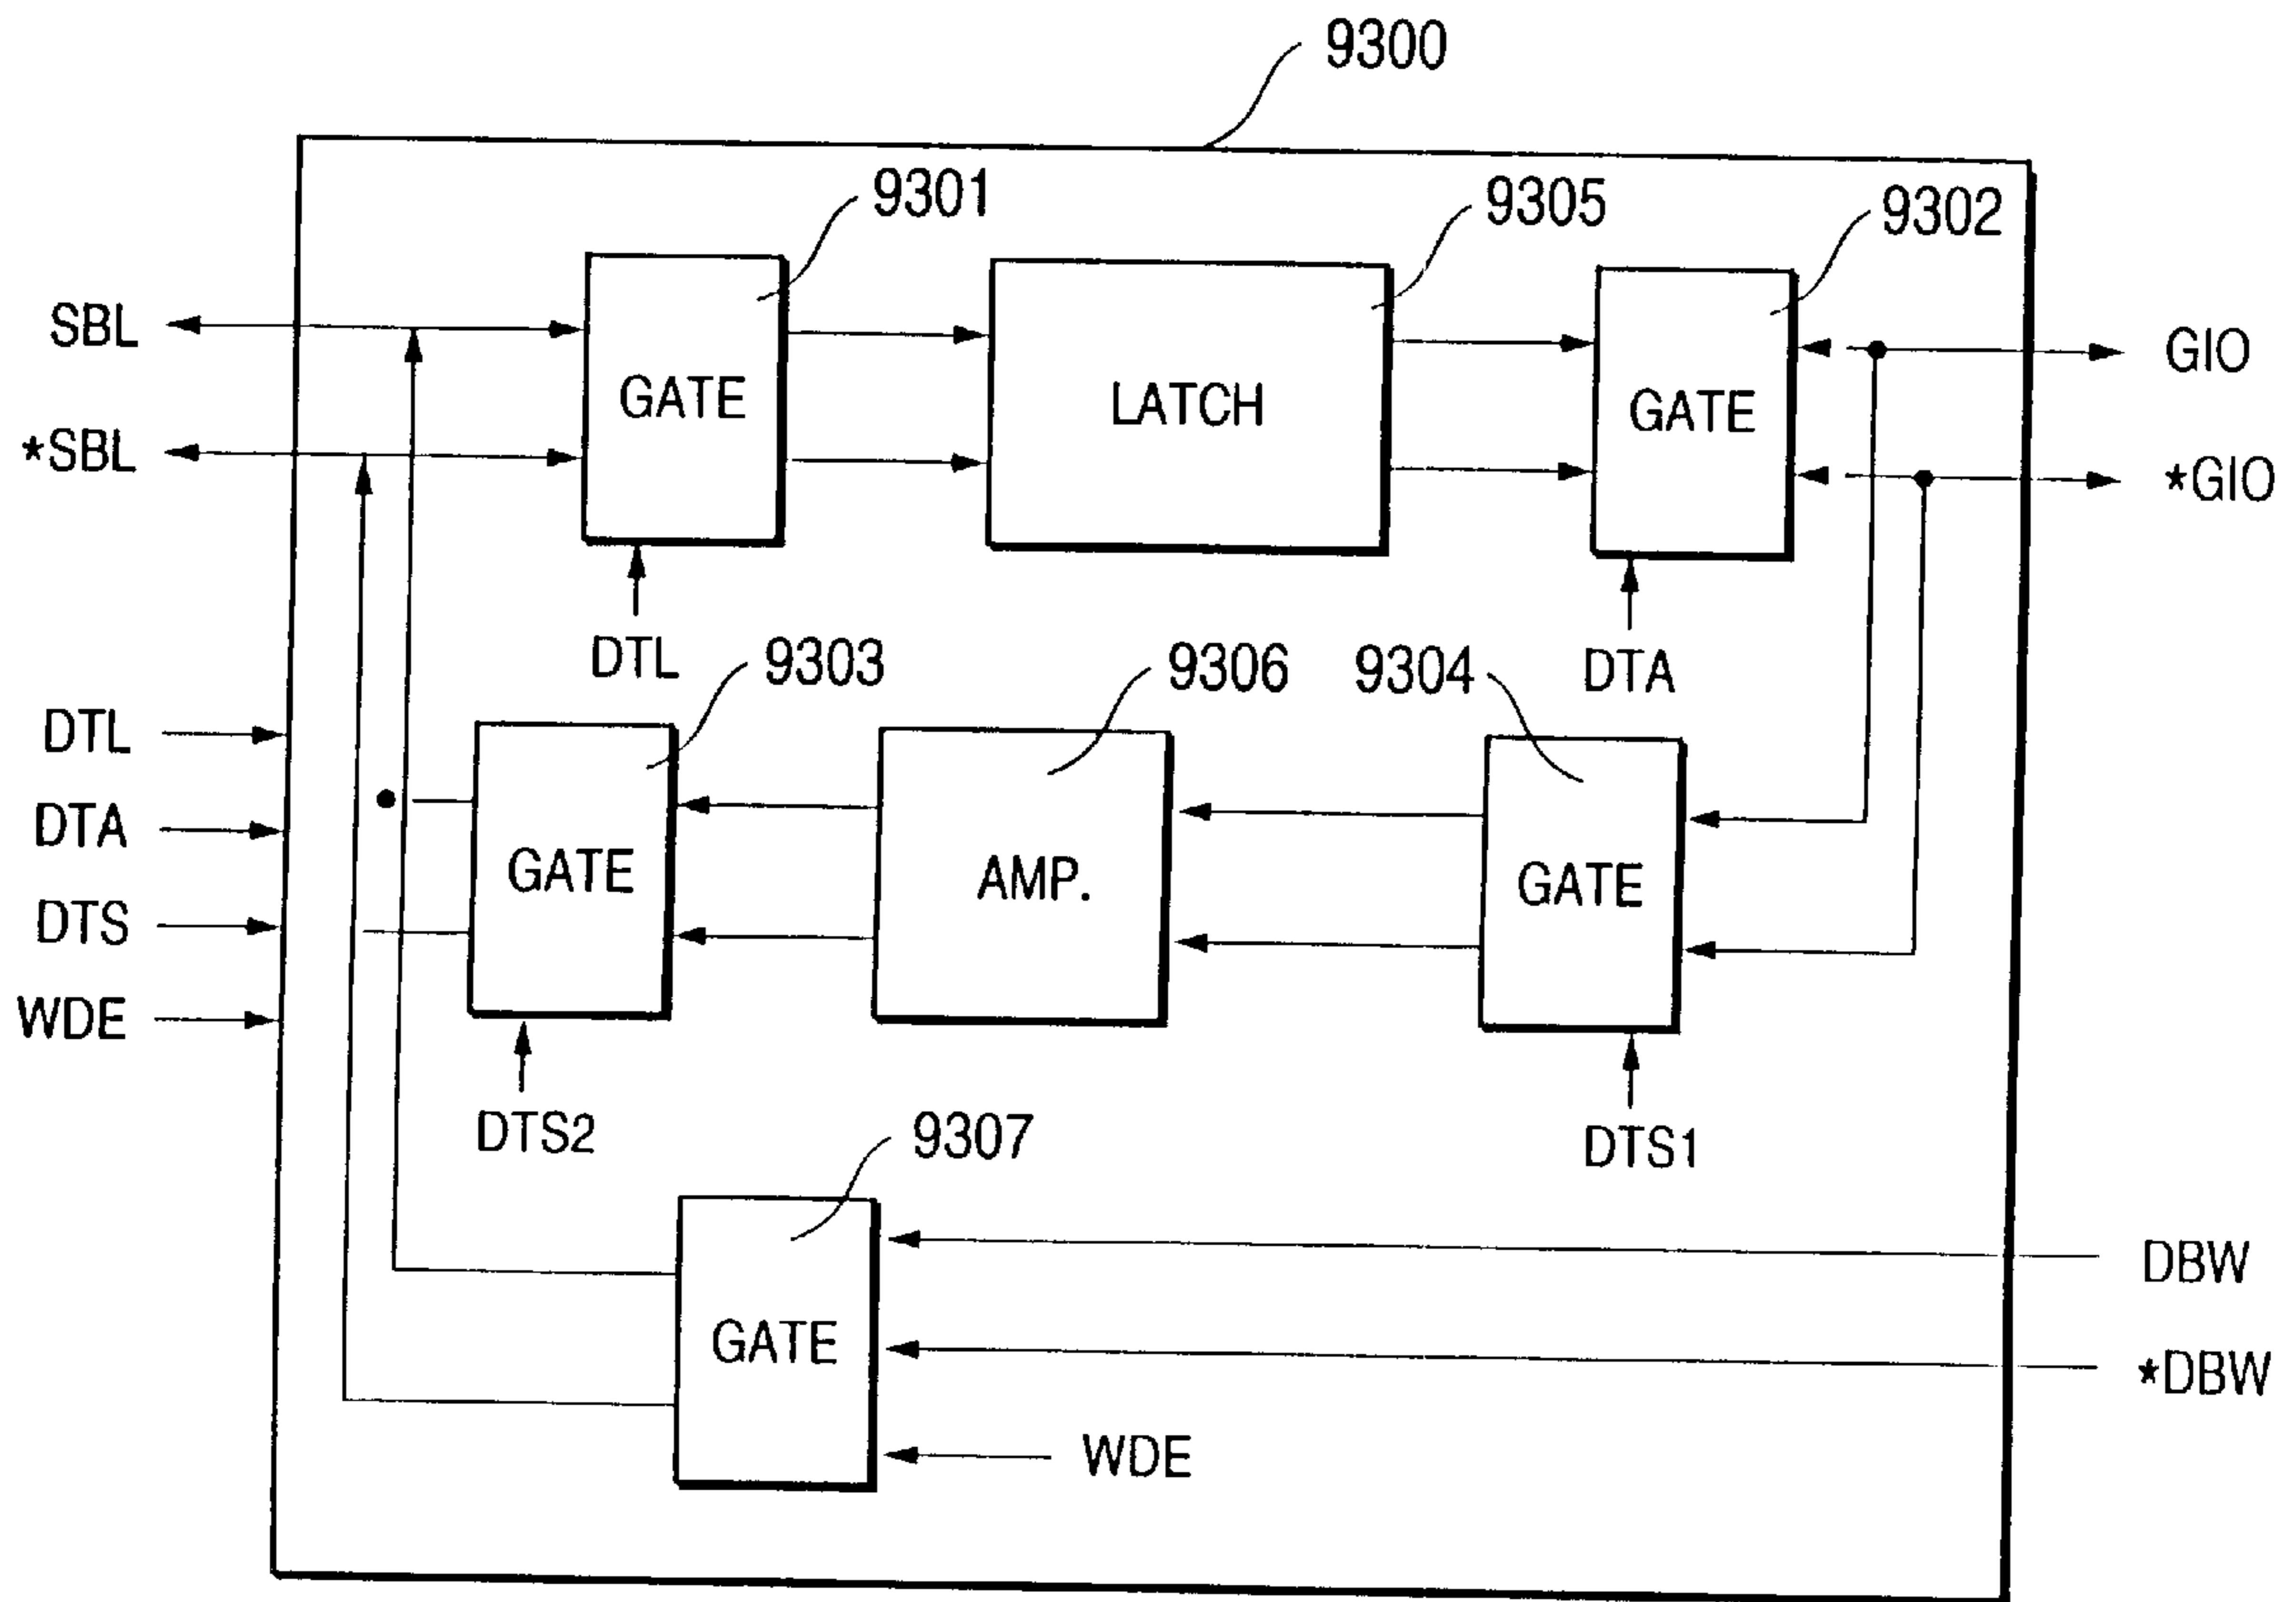 9300
9301
9305
9302
SBL
GATE
LATCH
GATE
GIO
*SBL
*GIO
DTL
DTA
9303
9306
9304
DTL
DTA
DTS
WDE
GATE
AMP.
GATE
DTS2
DTS1
9307
GATE
DBW
*DBW
WDE